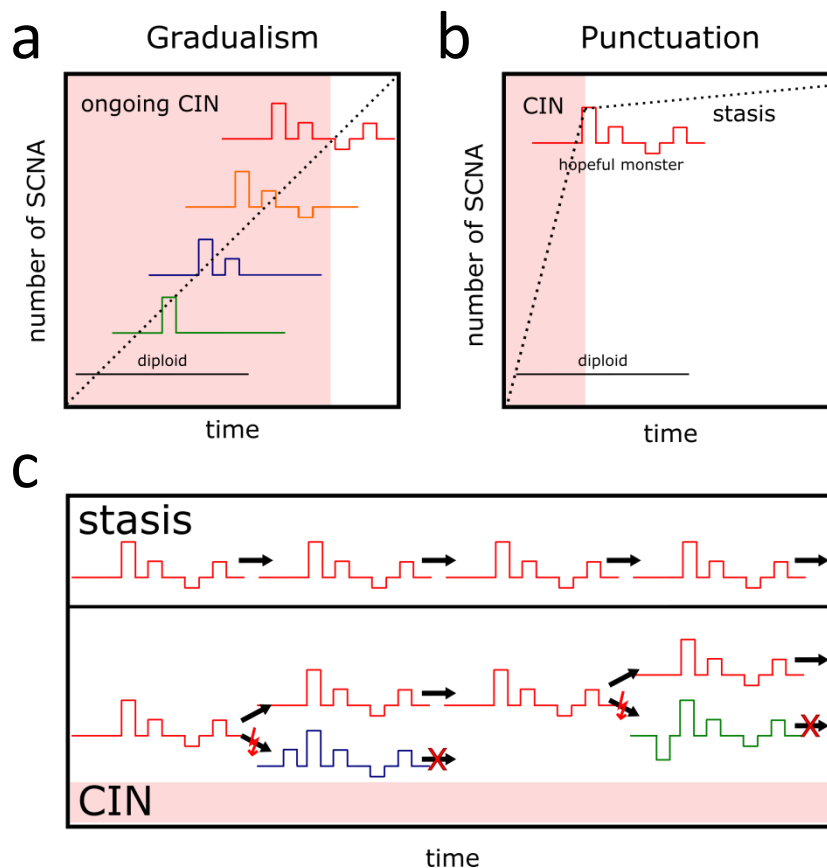 a
Gradualism
ongoing CIN
diploid
number of SCNA
time
b
Punctuation
CIN
stasis
hopeful monster
diploid
number of SCNA
time
c
stasis
CIN
time